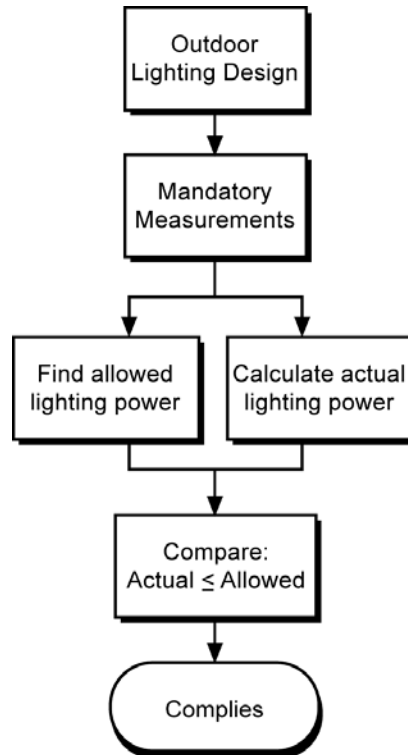 Outdoor
Lighting Design
Mandatory
Measurements
Find allowed
lighting power
Calculate actual
lighting power
Compare:
Actual ≤ Allowed
Complies